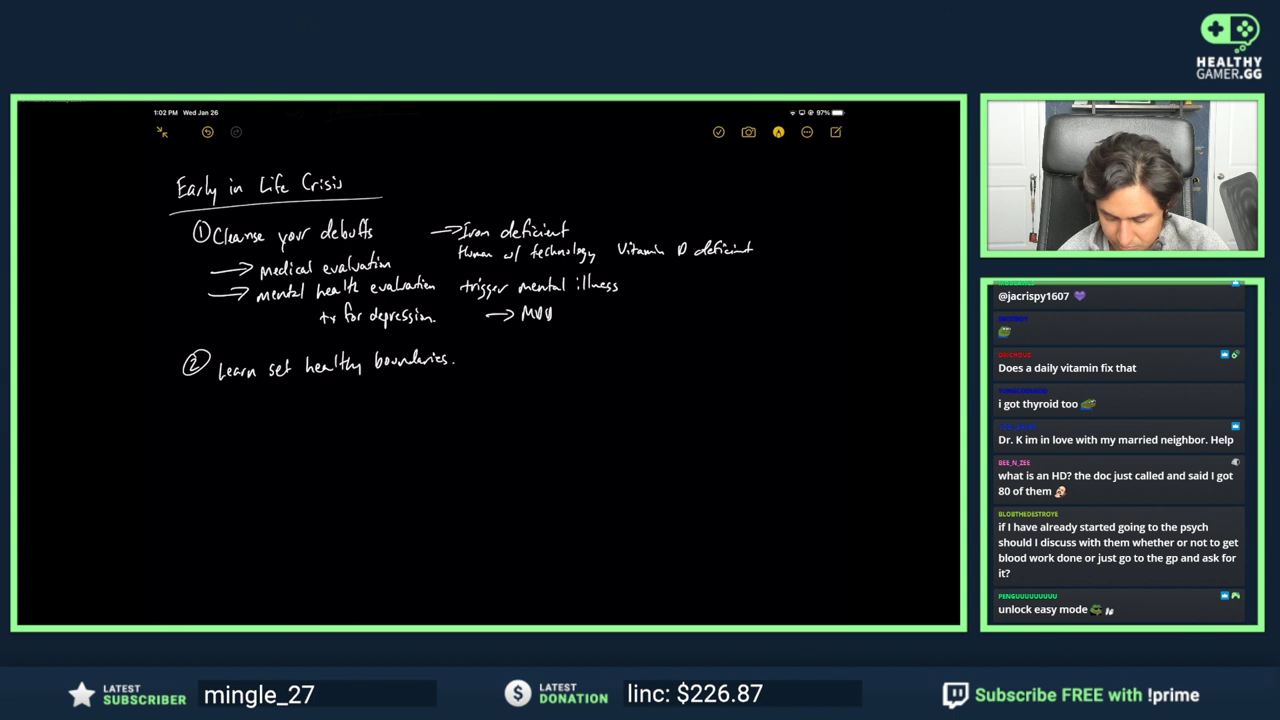 HEALTHY
GAMER.GG
1:02 PM Wed Jan 26
97%
Early in Life Crisis
① Cleanse your debuffs
→ Iron deficient
Human w/ technology Vitamin D deficient
→ medical evaluation
→ mental health evaluation
trigger mental illness
tx for depression.
→ MDD
② Learn set healthy boundaries.
@jacrispy1607 💜
Does a daily vitamin fix that
i got thyroid too
Dr. K im in love with my married neighbor. Help
BEE_N_ZEE
what is an HD? the doc just called and said I got
80 of them
BLOBTHEDESTROYE
if I have already started going to the psych
should I discuss with them whether or not to get
blood work done or just go to the gp and ask for
it?
PENGUUUUUUUUU
unlock easy mode
LATEST
SUBSCRIBER
mingle_27
LATEST
DONATION
linc: $226.87
Subscribe FREE with !prime